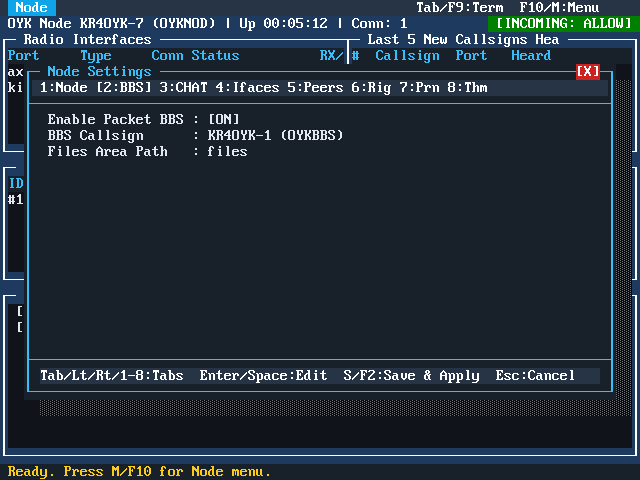 Node Tab/F9:Term F10/M:Menu
OYK Node KR4OYK-7 (OYKNOD) | Up 00:05:12 | Conn: 1 [INCOMING: ALLOW]
Radio Interfaces Last 5 New Callsigns Hea
Port Type Conn Status RX/ # Callsign Port Heard
ax
ki
Node Settings [X]
1:Node [2:BBS] 3:CHAT 4:Ifaces 5:Peers 6:Rig 7:Prn 8:Thm
Enable Packet BBS : [ON]
BBS Callsign : KR4OYK-1 (OYKBBS)
Files Area Path : files
ID
#1
[
[
Tab/Lt/Rt/1-8:Tabs Enter/Space:Edit S/F2:Save & Apply Esc:Cancel
Ready. Press M/F10 for Node menu.